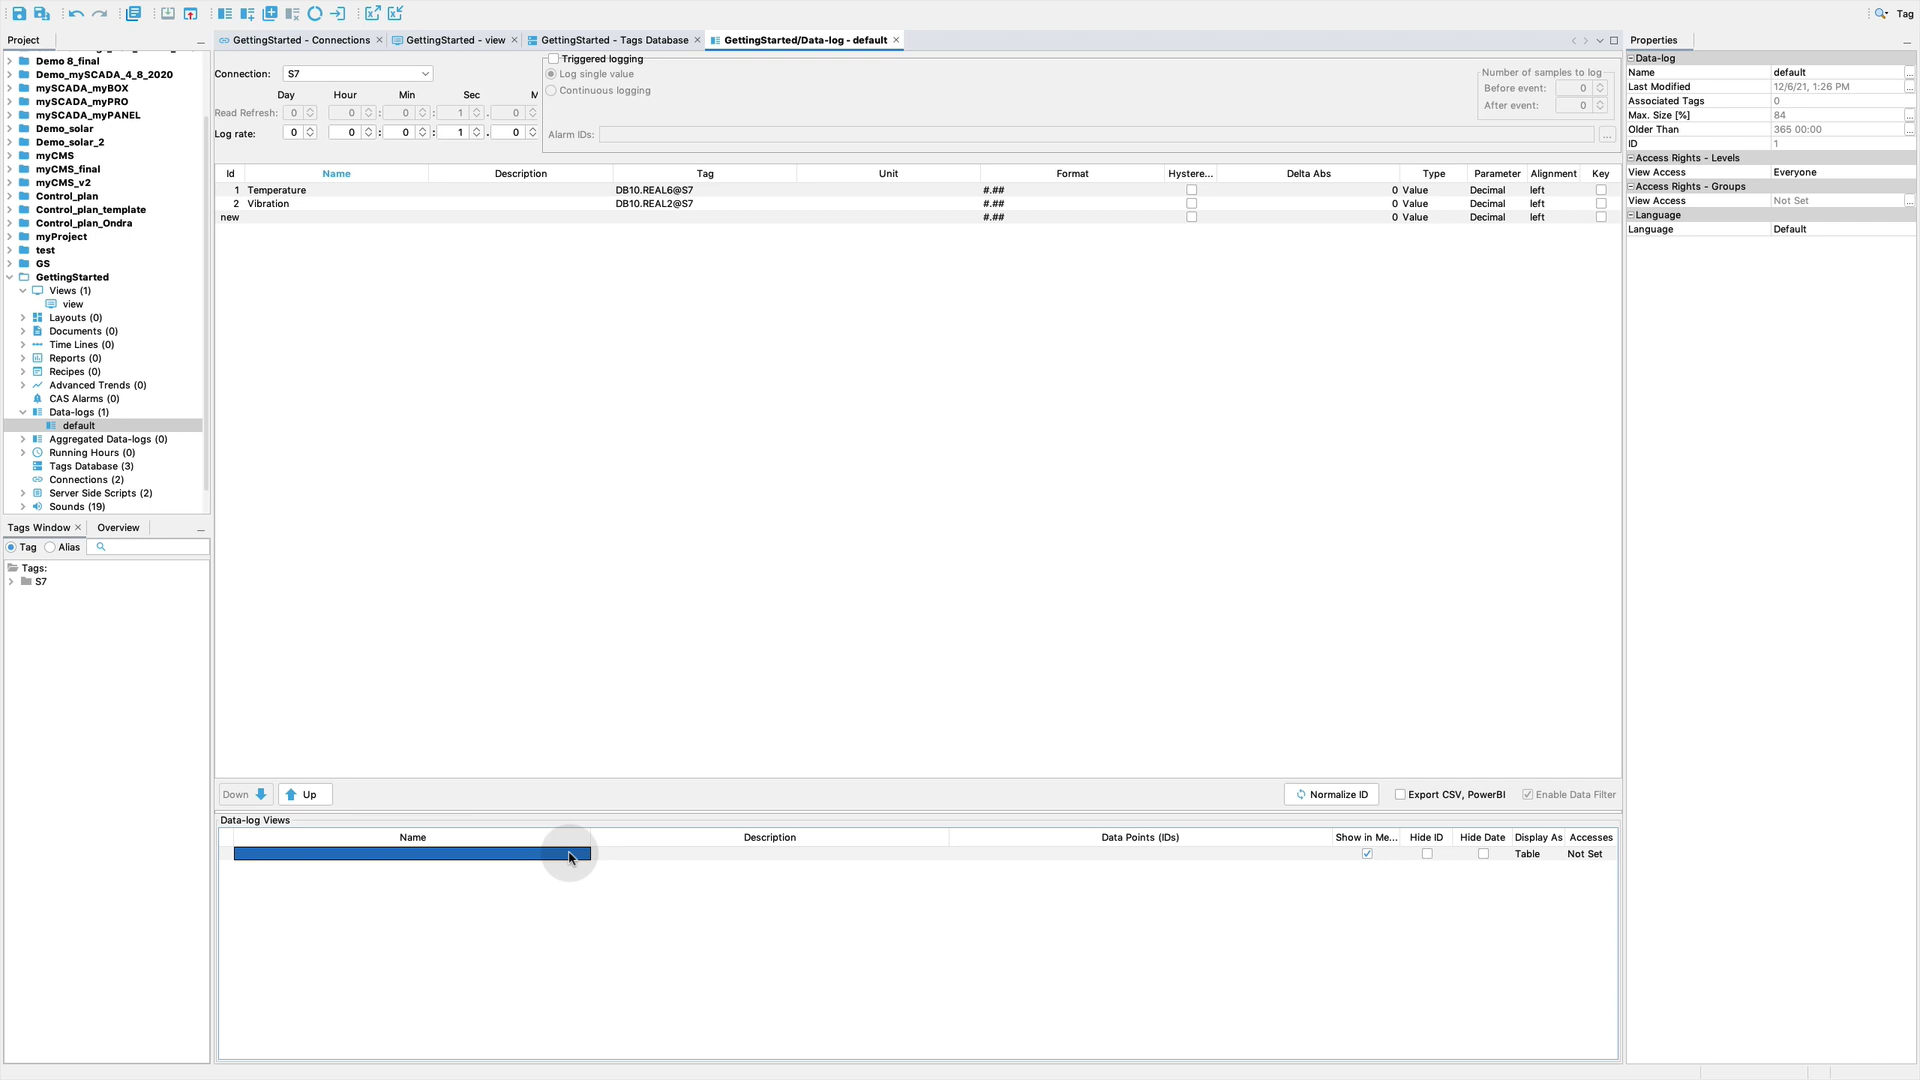 Tag
Project
GettingStarted - Connections
GettingStarted - view
GettingStarted - Tags Database
GettingStarted/Data-log - default
Properties
Demo 8_final
Demo_mySCADA_4_8_2020
mySCADA_myBOX
mySCADA_myPRO
mySCADA_myPANEL
Demo_solar
Demo_solar_2
myCMS
myCMS_final
myCMS_v2
Control_plan
Control_plan_template
Control_plan_Ondra
myProject
test
GS
GettingStarted
Views (1)
view
Layouts (0)
Documents (0)
Time Lines (0)
Reports (0)
Recipes (0)
Advanced Trends (0)
CAS Alarms (0)
Data-logs (1)
default
Aggregated Data-logs (0)
Running Hours (0)
Tags Database (3)
Connections (2)
Server Side Scripts (2)
Sounds (19)
Tags Window
Overview
Tag
Alias
Tags:
S7
Connection: S7
Day Hour Min Sec M
Read Refresh: 0 0 : 0 : 1 . 0
Log rate: 0 0 : 0 : 1 . 0
Triggered logging
Log single value
Continuous logging
Number of samples to log
Before event: 0
After event: 0
Alarm IDs: ...
Id Name Description Tag Unit Format Hystere... Delta Abs Type Parameter Alignment Key
1 Temperature DB10.REAL6@S7 #.## 0 Value Decimal left
2 Vibration DB10.REAL2@S7 #.## 0 Value Decimal left
new #.## 0 Value Decimal left
Down Up Normalize ID Export CSV, PowerBI Enable Data Filter
Data-log Views
Name Description Data Points (IDs) Show in Me... Hide ID Hide Date Display As Accesses
Table Not Set
Data-log
Name default ...
Last Modified 12/6/21, 1:26 PM ...
Associated Tags 0
Max. Size [%] 84 ...
Older Than 365 00:00 ...
ID 1
Access Rights - Levels
View Access Everyone
Access Rights - Groups
View Access Not Set ...
Language
Language Default